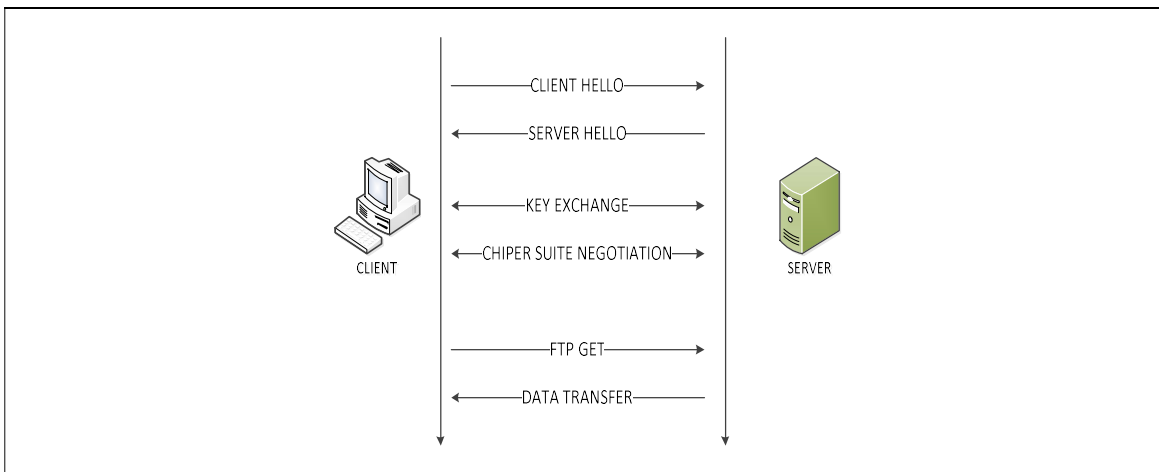 CLIENT HELLO
SERVER HELLO
KEY EXCHANGE
CHIPER SUITE NEGOTIATION
CLIENT
SERVER
FTP GET
DATA TRANSFER